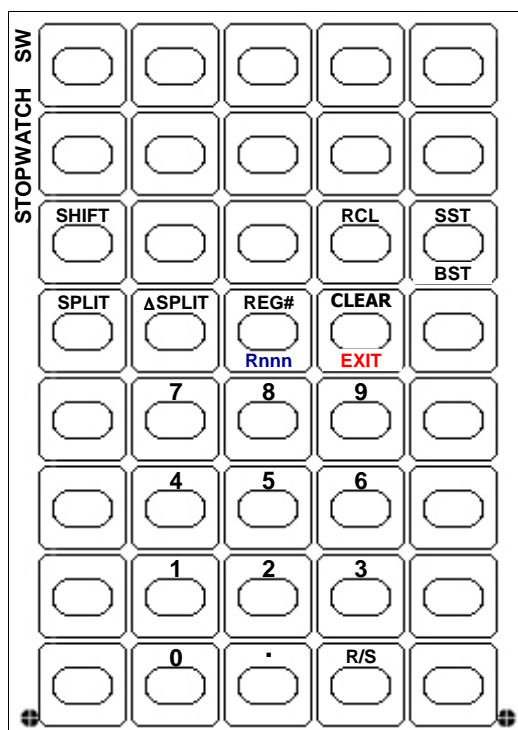 STOPWATCH SW
SHIFT RCL SST
BST
SPLIT ΔSPLIT REG# CLEAR
Rnnn EXIT
7 8 9
4 5 6
1 2 3
0 . R/S